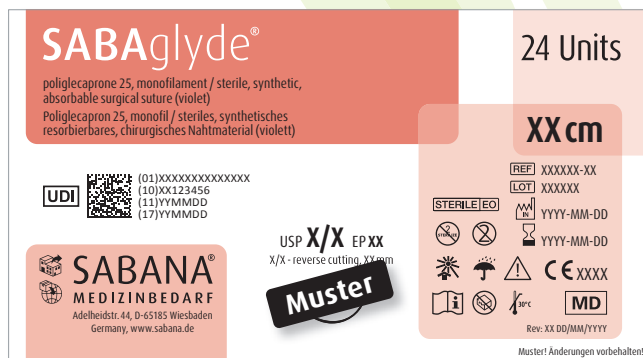 SABAglyde®
poliglecaprone 25, monofilament / sterile, synthetic,
absorbable surgical suture (violet)
Poliglecapron 25, monofil / steriles, synthetisches
resorbierbares, chirurgisches Nahtmaterial (violett)
24 Units
XX cm
UDI
(01)XXXXXXXXXXXXXX
(10)XX123456
(11)YYMMDD
(17)YYMMDD
REF XXXXXX-XX
LOT XXXXXX
IN YYYY-MM-DD
YYYY-MM-DD
STERILE EO
2
CE XXXX
i
30°C
MD
Rev: XX DD/MM/YYYY
USP X/X EP XX
X/X - reverse cutting, XX mm
Muster
SABANA®
MEDIZINBEDARF
Adelheidstr. 44, D-65185 Wiesbaden
Germany, www.sabana.de
Muster! Änderungen vorbehalten!